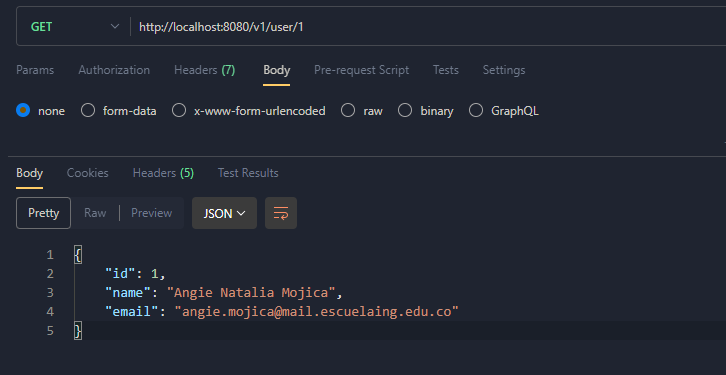 GET http://localhost:8080/v1/user/1
Params Authorization Headers (7) Body Pre-request Script Tests Settings
none form-data x-www-form-urlencoded raw binary GraphQL
Body Cookies Headers (5) Test Results
Pretty Raw Preview JSON
1 {
2 "id": 1,
3 "name": "Angie Natalia Mojica",
4 "email": "angie.mojica@mail.escuelaing.edu.co"
5 }